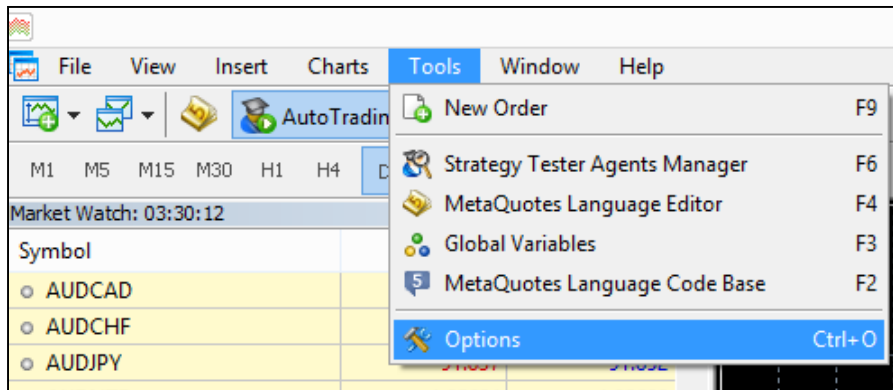 File View Insert Charts Tools Window Help
AutoTradin
New Order F9
M1 M5 M15 M30 H1 H4 D
Strategy Tester Agents Manager F6
Market Watch: 03:30:12
MetaQuotes Language Editor F4
Symbol
Global Variables F3
5 MetaQuotes Language Code Base F2
AUDCAD
AUDCHF
Options Ctrl+O
AUDJPY